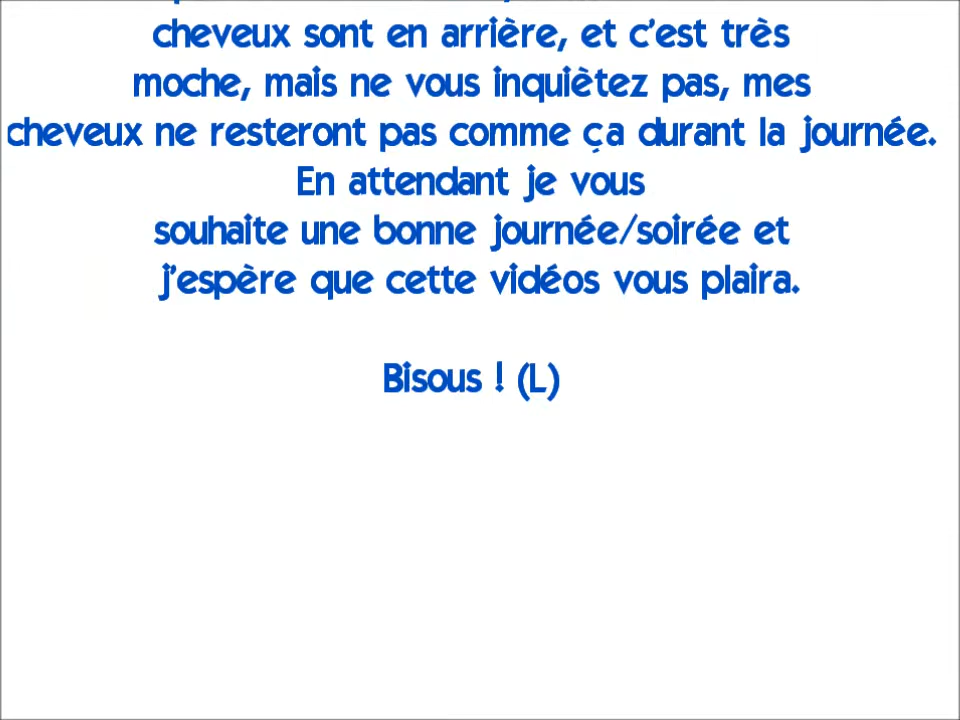 cheveux sont en arrière, et c'est très
moche, mais ne vous inquiètez pas, mes
cheveux ne resteront pas comme ça durant la journée.
En attendant je vous
souhaite une bonne journée/soirée et
j'espère que cette vidéos vous plaira.
Bisous ! (L)